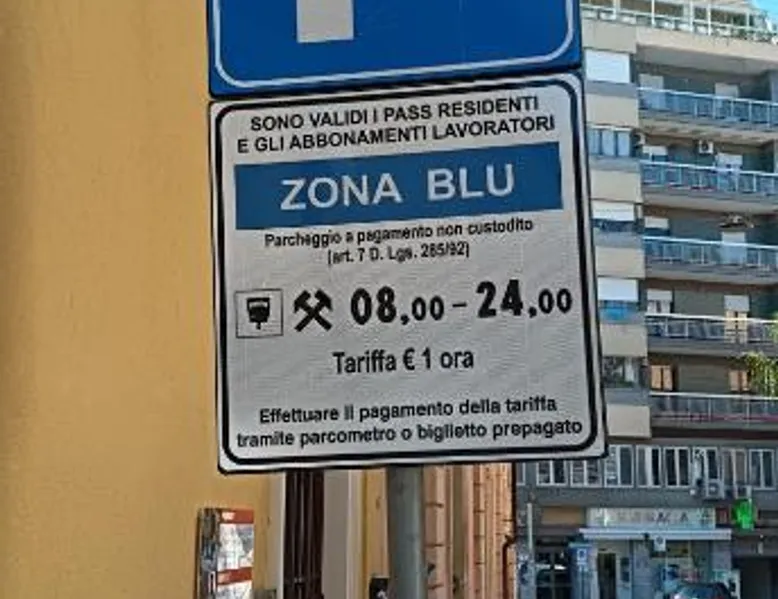 SONO VALIDI I PASS RESIDENTI
E GLI ABBONAMENTI LAVORATORI
ZONA BLU
Parcheggio a pagamento non custodito
(art. 7 D. Lgs. 285/92)
08,00 - 24,00
Tariffa € 1 ora
Effettuare il pagamento della tariffa
tramite parcometro o biglietto prepagato